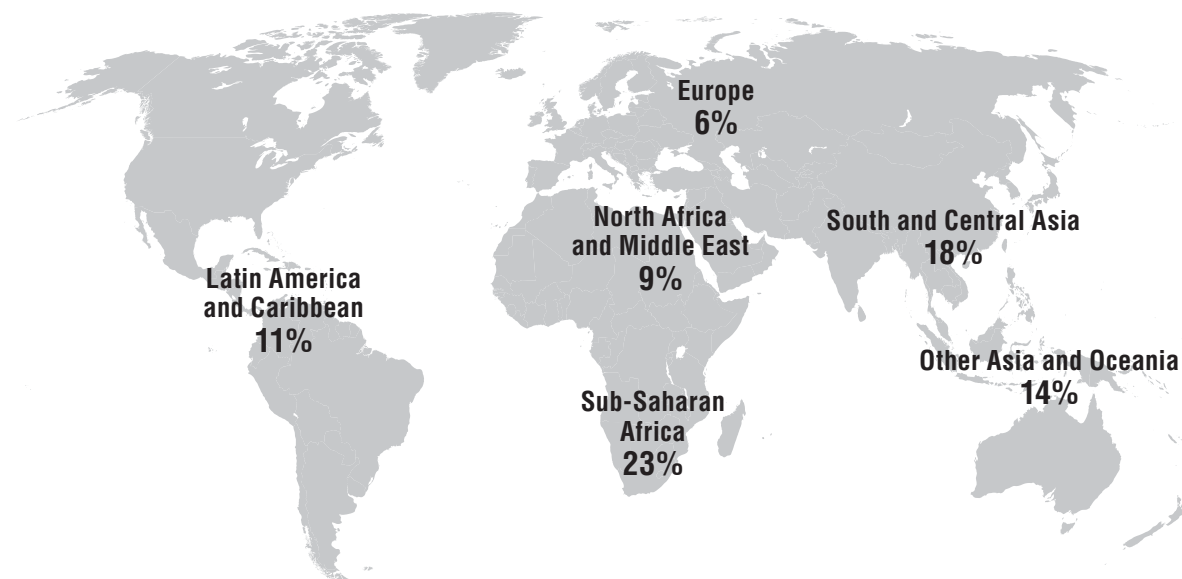 Europe
6%
North Africa
and Middle East
9%
South and Central Asia
18%
Latin America
and Caribbean
11%
Other Asia and Oceania
14%
Sub-Saharan
Africa
23%